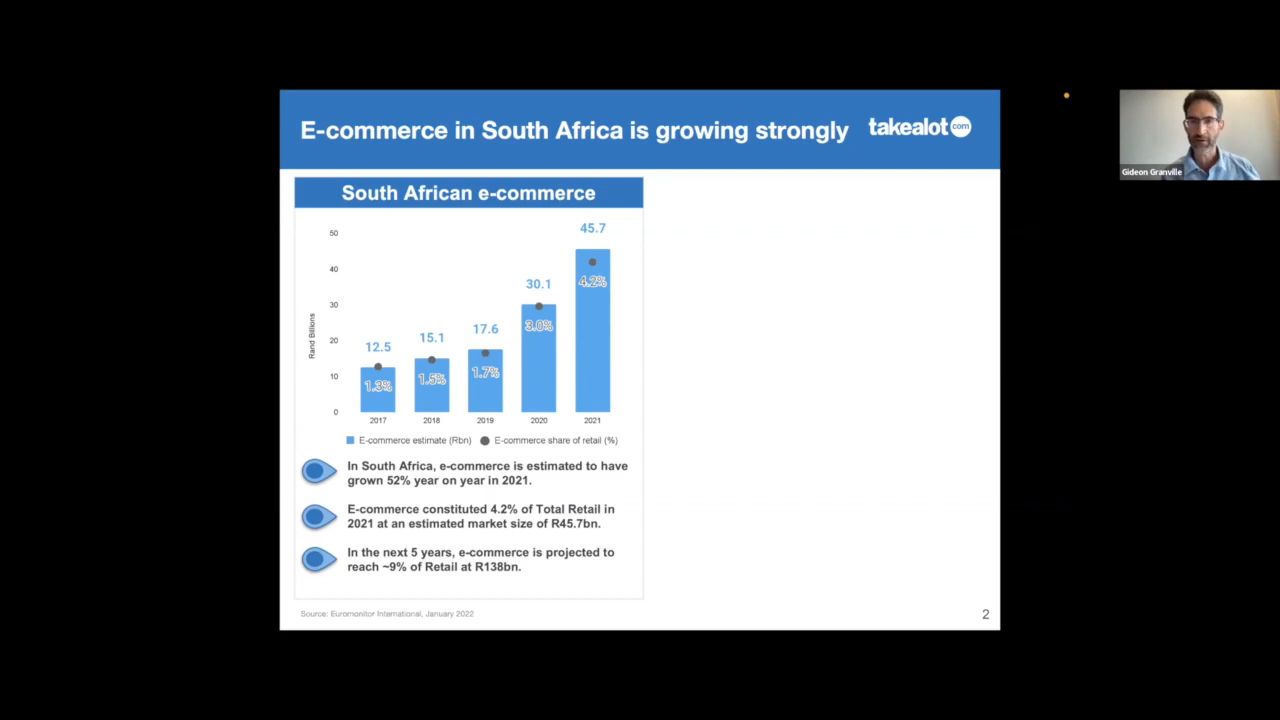 E-commerce in South Africa is growing strongly
takealot com
Gideon Granville
South African e-commerce
50
40
30
20
10
0
Rand Billions
12.5
15.1
17.6
30.1
45.7
1.3%
1.5%
1.7%
3.0%
4.2%
2017
2018
2019
2020
2021
E-commerce estimate (Rbn)
E-commerce share of retail (%)
In South Africa, e-commerce is estimated to have
grown 52% year on year in 2021.
E-commerce constituted 4.2% of Total Retail in
2021 at an estimated market size of R45.7bn.
In the next 5 years, e-commerce is projected to
reach ~9% of Retail at R138bn.
Source: Euromonitor International, January 2022
2